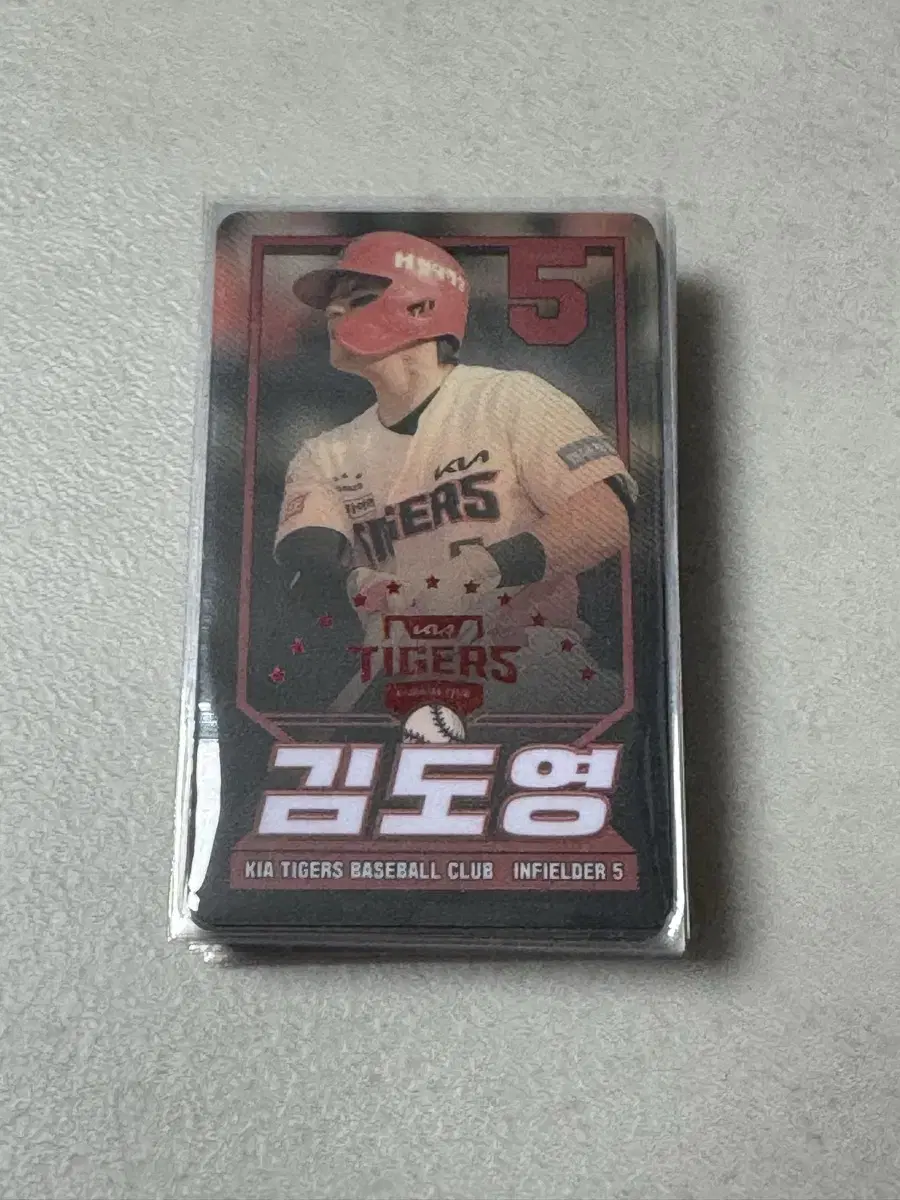 5
KIA
TIGERS
KIA
TIGERS
김도영
KIA TIGERS BASEBALL CLUB INFIELDER 5